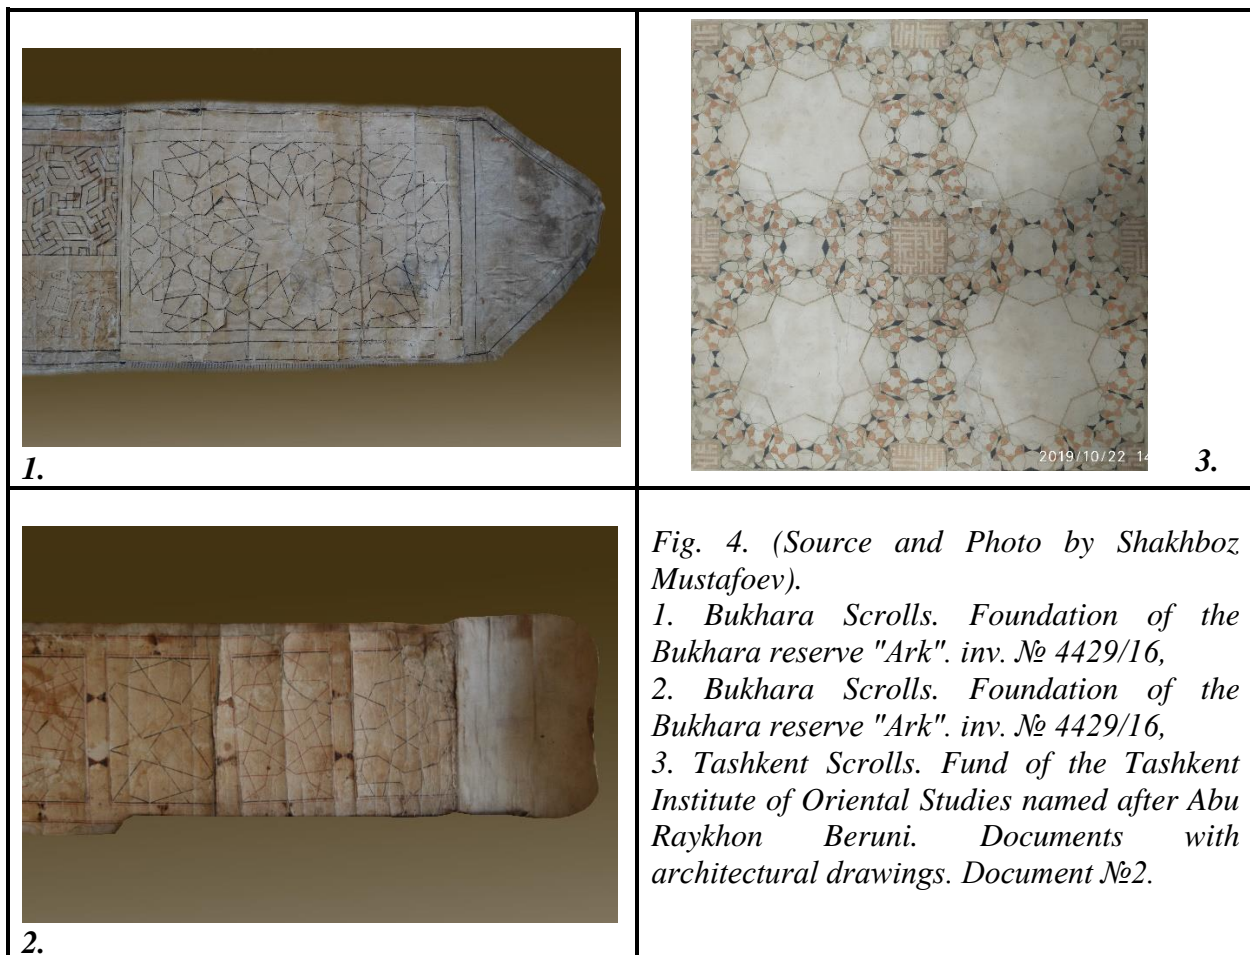 2019/10/22 14
3.
1.
Fig. 4. (Source and Photo by Shakhboz
Mustafoev).
1. Bukhara Scrolls. Foundation of the
Bukhara reserve "Ark". inv. № 4429/16,
2. Bukhara Scrolls. Foundation of the
Bukhara reserve "Ark". inv. № 4429/16,
3. Tashkent Scrolls. Fund of the Tashkent
Institute of Oriental Studies named after Abu
Raykhon Beruni. Documents with
architectural drawings. Document №2.
2.